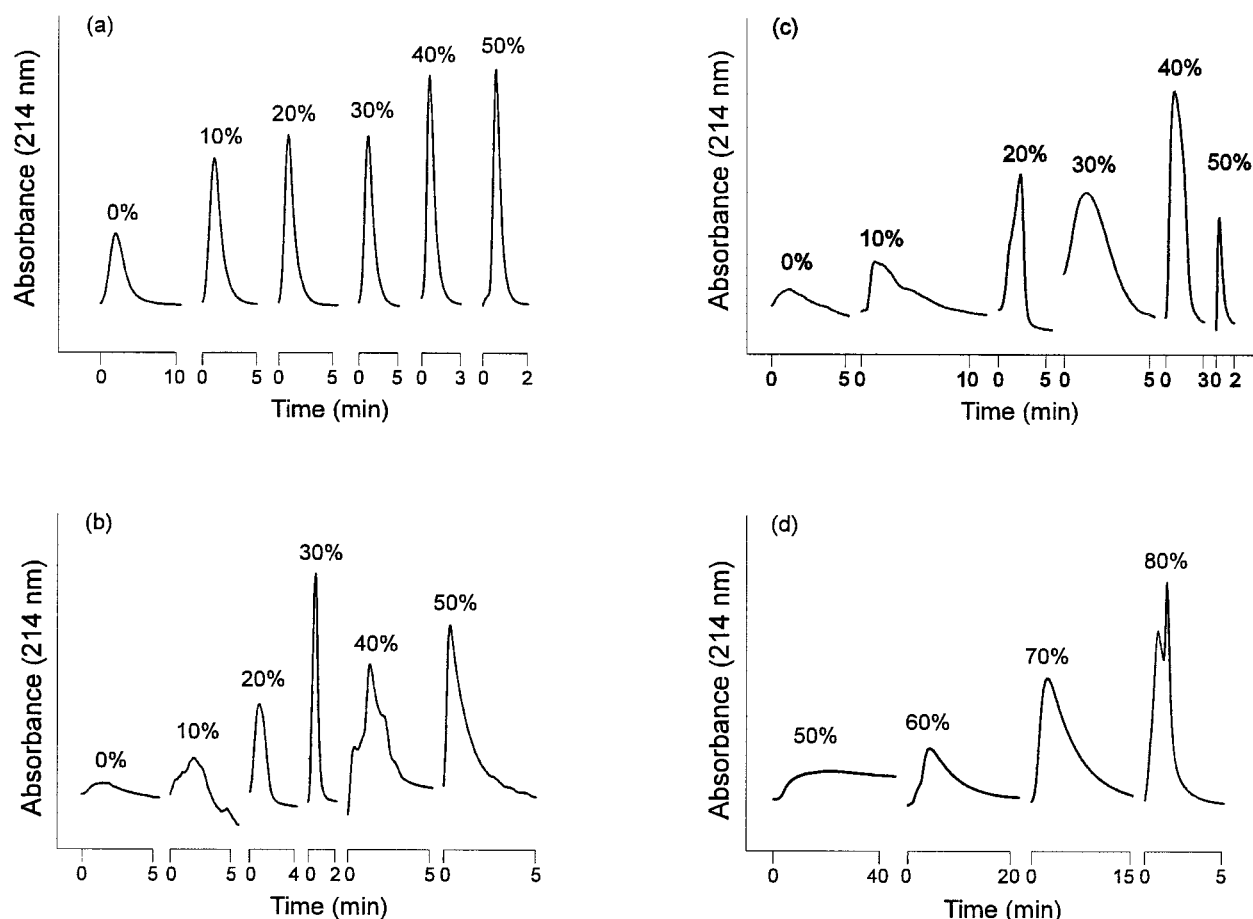 (a)
Absorbance (214 nm)
0%
10%
20%
30%
40%
50%
0 10 0 5 0 5 0 5 0 3 0 2
Time (min)
(c)
Absorbance (214 nm)
0%
10%
20%
30%
40%
50%
0 5 0 10 0 5 0 5 0 3 0 2
Time (min)
(b)
Absorbance (214 nm)
0%
10%
20%
30%
40%
50%
0 5 0 5 0 4 0 2 0 5 0 5
Time (min)
(d)
Absorbance (214 nm)
50%
60%
70%
80%
0 40 0 20 0 15 0 5
Time (min)